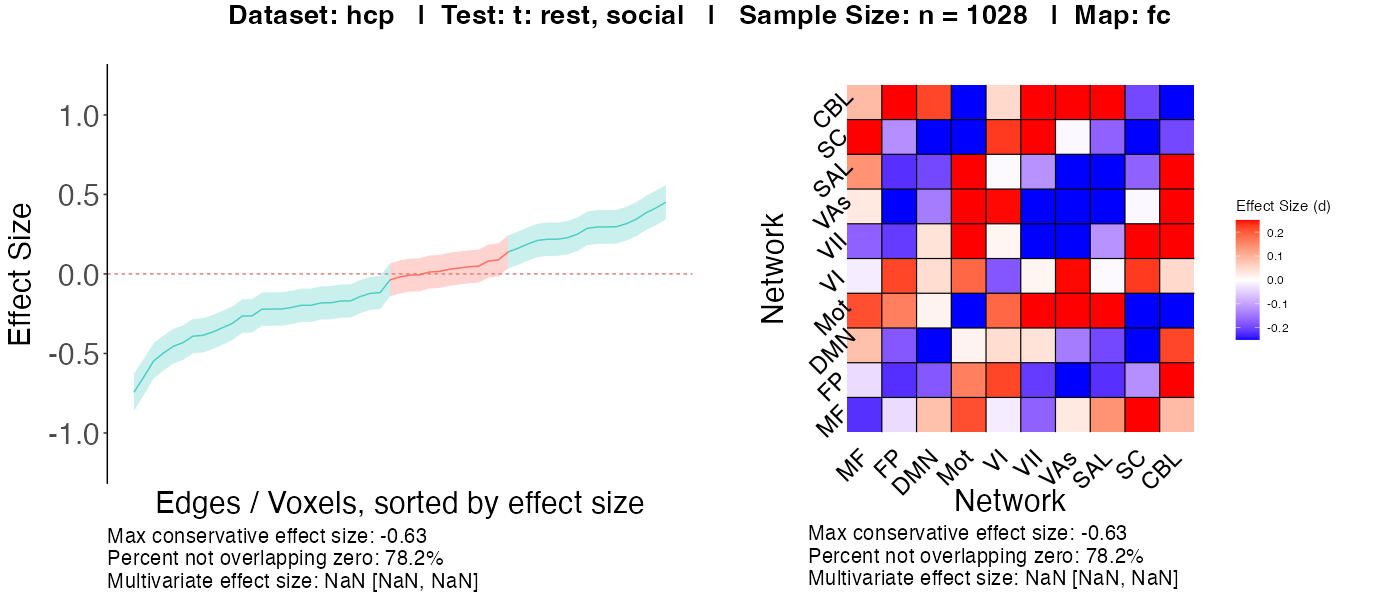 Dataset: hcp | Test: t: rest, social | Sample Size: n = 1028 | Map: fc
Effect Size
1.0
0.5
0.0
-0.5
-1.0
Edges / Voxels, sorted by effect size
Max conservative effect size: -0.63
Percent not overlapping zero: 78.2%
Multivariate effect size: NaN [NaN, NaN]
Network
CBL
SC
SAL
VAs
VII
VI
Mot
DMN
FP
MF
MF
FP
DMN
Mot
VI
VII
VAs
SAL
SC
CBL
Network
Effect Size (d)
0.2
0.1
0.0
-0.1
-0.2
Max conservative effect size: -0.63
Percent not overlapping zero: 78.2%
Multivariate effect size: NaN [NaN, NaN]